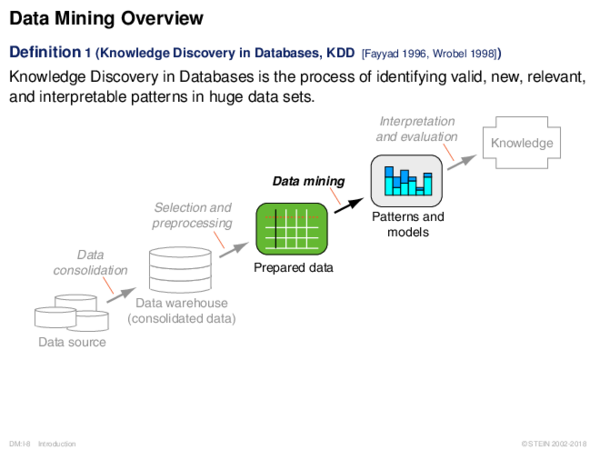 Data Mining Overview
Definition 1 (Knowledge Discovery in Databases, KDD [Fayyad 1996, Wrobel 1998])
Knowledge Discovery in Databases is the process of identifying valid, new, relevant,
and interpretable patterns in huge data sets.
Interpretation
and evaluation
Knowledge
Data mining
Patterns and
models
Selection and
preprocessing
Prepared data
Data
consolidation
Data warehouse
(consolidated data)
Data source
DM:I-II Introduction
© STEIN 2002-2018